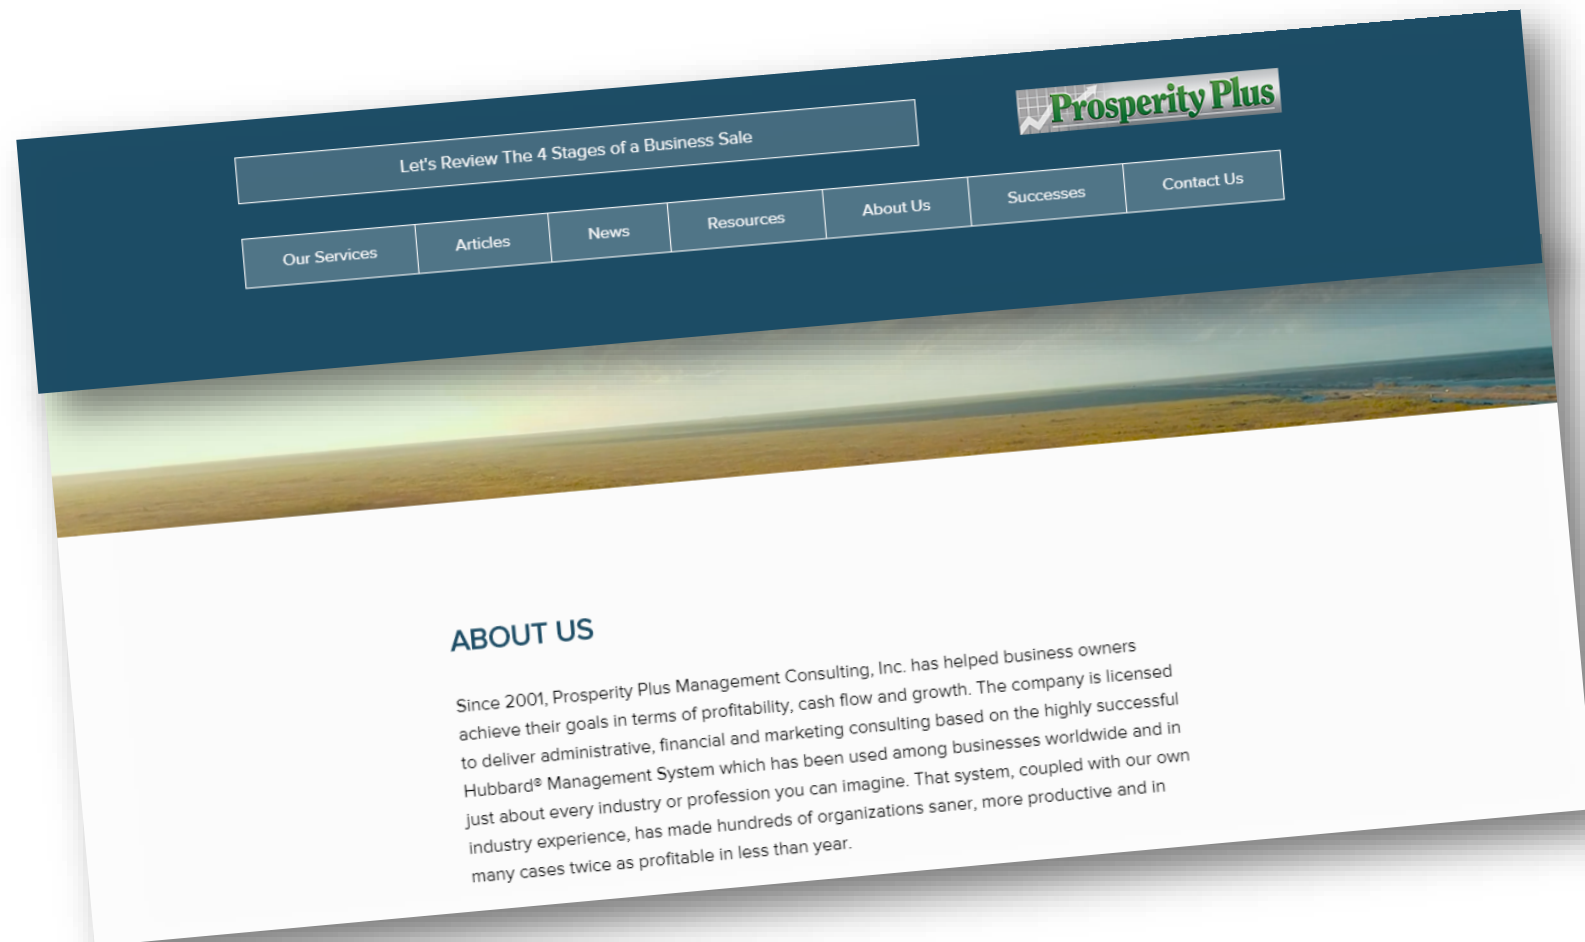 Prosperity Plus
Let's Review The 4 Stages of a Business Sale
Our Services
Articles
News
Resources
About Us
Successes
Contact Us
ABOUT US
Since 2001, Prosperity Plus Management Consulting, Inc. has helped business owners
achieve their goals in terms of profitability, cash flow and growth. The company is licensed
to deliver administrative, financial and marketing consulting based on the highly successful
Hubbard® Management System which has been used among businesses worldwide and in
just about every industry or profession you can imagine. That system, coupled with our own
industry experience, has made hundreds of organizations saner, more productive and in
many cases twice as profitable in less than year.